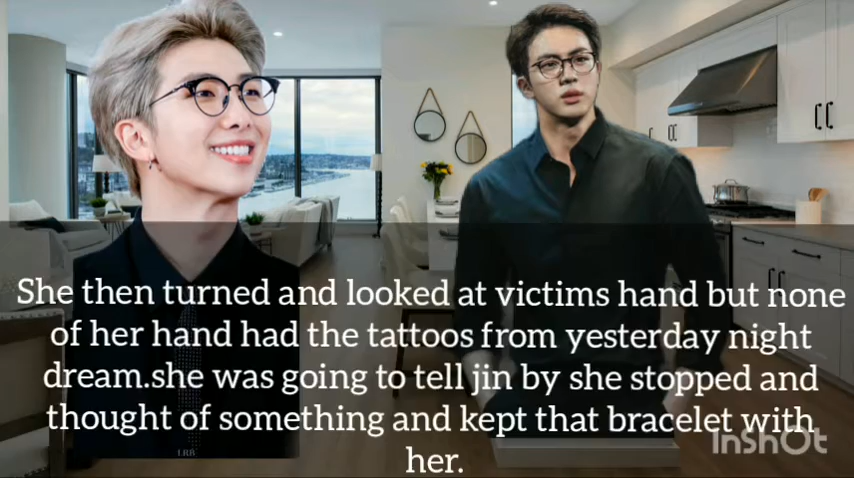 She then turned and looked at victims hand but none
of her hand had the tattoos from yesterday night
dream.she was going to tell jin by she stopped and
thought of something and kept that bracelet with
her.
InShOt
LRB